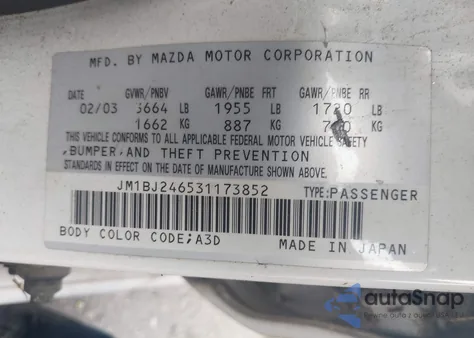 MFD. BY MAZDA MOTOR CORPORATION
DATE GVWR/PNBV GAWR/PNBE FRT GAWR/PNBE RR
02/03 3664 LB 1955 LB LB
1662 KG 887 KG KG
THIS VEHICLE CONFORMS TO ALL APPLICABLE FEDERAL MOTOR VEHICLE SAFETY
,BUMPER,AND THEFT PREVENTION
STANDARDS IN EFFECT ON THE DATE OF MANUFACTURE SHOWN ABOVE.
JM1BJ246531173852 TYPE;PASSENGER
BODY COLOR CODE;A3D MADE IN JAPAN
autoSnap